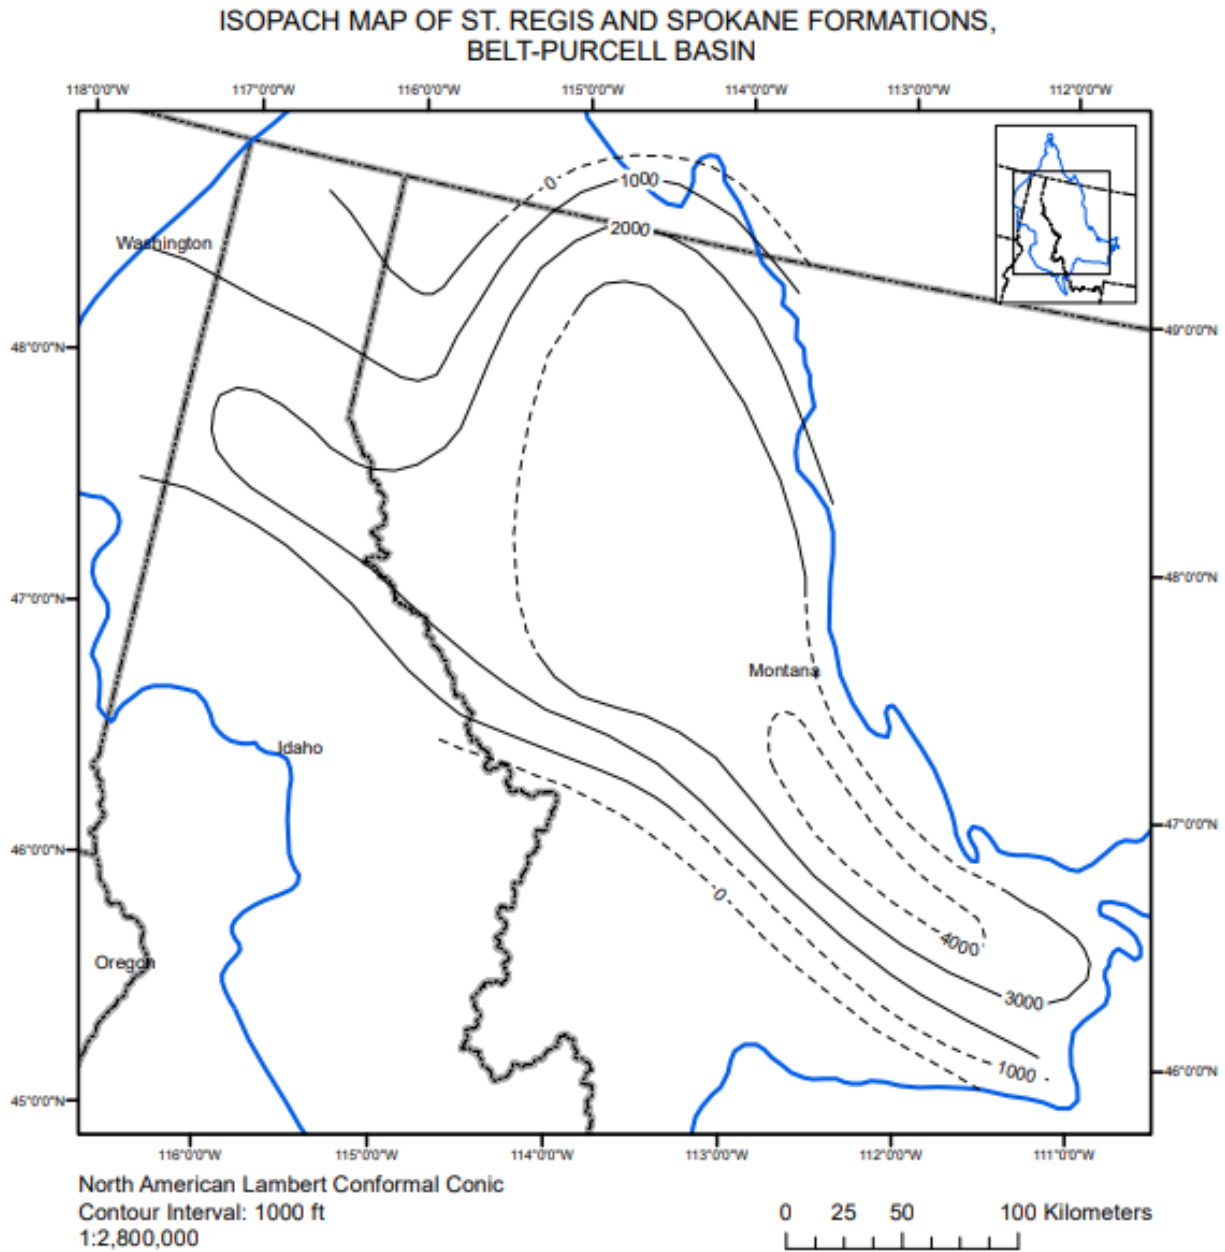 ISOPACH MAP OF ST. REGIS AND SPOKANE FORMATIONS,
BELT-PURCELL BASIN
118°0'0"W 117°0'0"W 116°0'0"W 115°0'0"W 114°0'0"W 113°0'0"W 112°0'0"W
0
1000
2000
Washington
49°0'0"N
48°0'0"N
48°0'0"N
47°0'0"N
Montana
Idaho
47°0'0"N
46°0'0"N
0
4000
Oregon
3000
1000
46°0'0"N
45°0'0"N
116°0'0"W 115°0'0"W 114°0'0"W 113°0'0"W 112°0'0"W 111°0'0"W
North American Lambert Conformal Conic
Contour Interval: 1000 ft
1:2,800,000
0 25 50 100 Kilometers